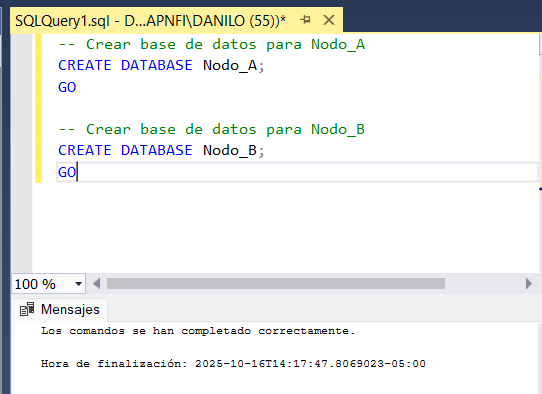 SQLQuery1.sql - D...APNFI\DANILO (55))*
-- Crear base de datos para Nodo_A
CREATE DATABASE Nodo_A;
GO
-- Crear base de datos para Nodo_B
CREATE DATABASE Nodo_B;
GO
100 %
Mensajes
Los comandos se han completado correctamente.
Hora de finalización: 2025-10-16T14:17:47.8069023-05:00